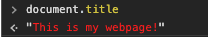 > document.title
<· "This is my webpage!"